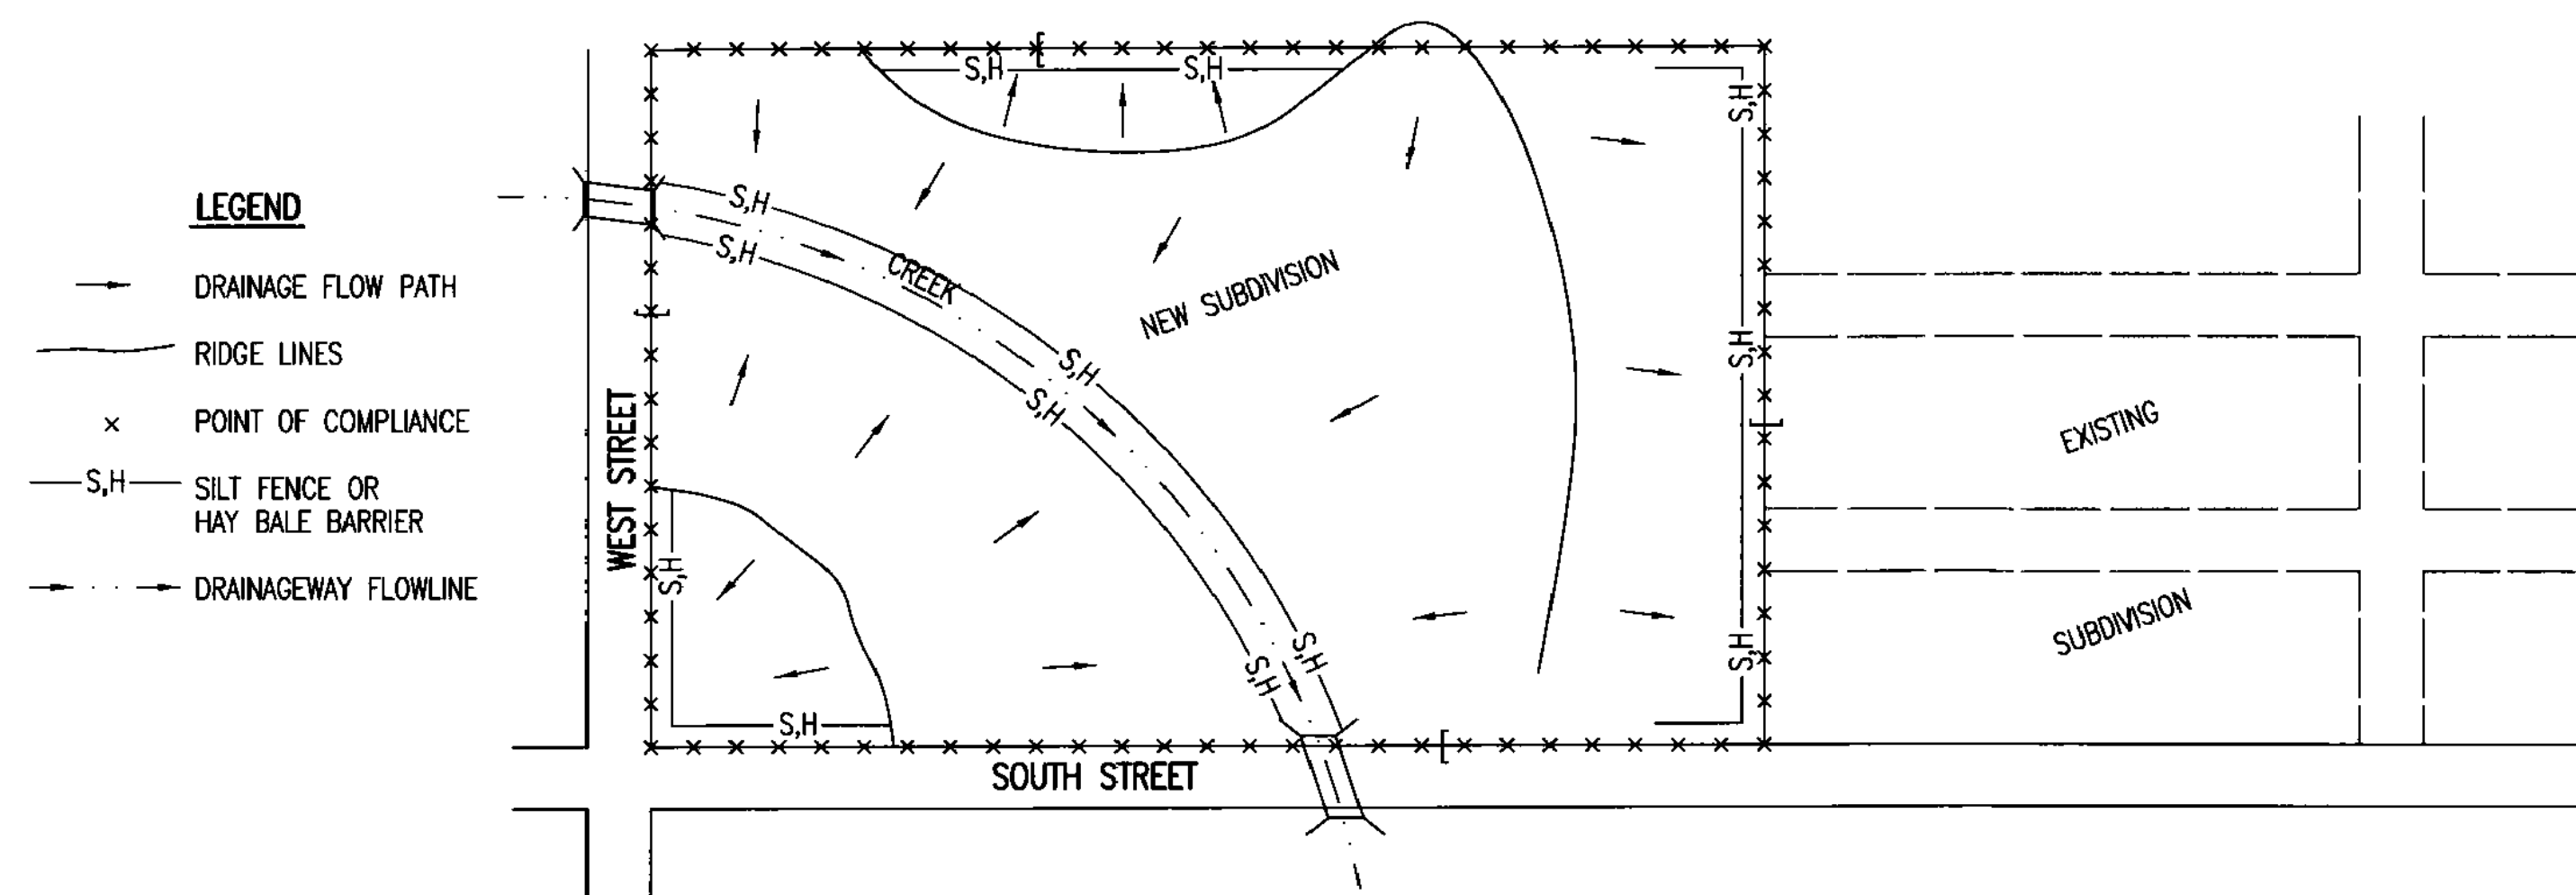 LEGEND
DRAINAGE FLOW PATH
RIDGE LINES
POINT OF COMPLIANCE
S,H
SILT FENCE OR
HAY BALE BARRIER
DRAINAGEWAY FLOWLINE
S,H
S,H
S,H
S,H
S,H
CREEK
NEW SUBDIVISION
S,H
S,H
S,H
WEST STREET
EXISTING
SUBDIVISION
S,H
S,H
S,H
S,H
S,H
SOUTH STREET